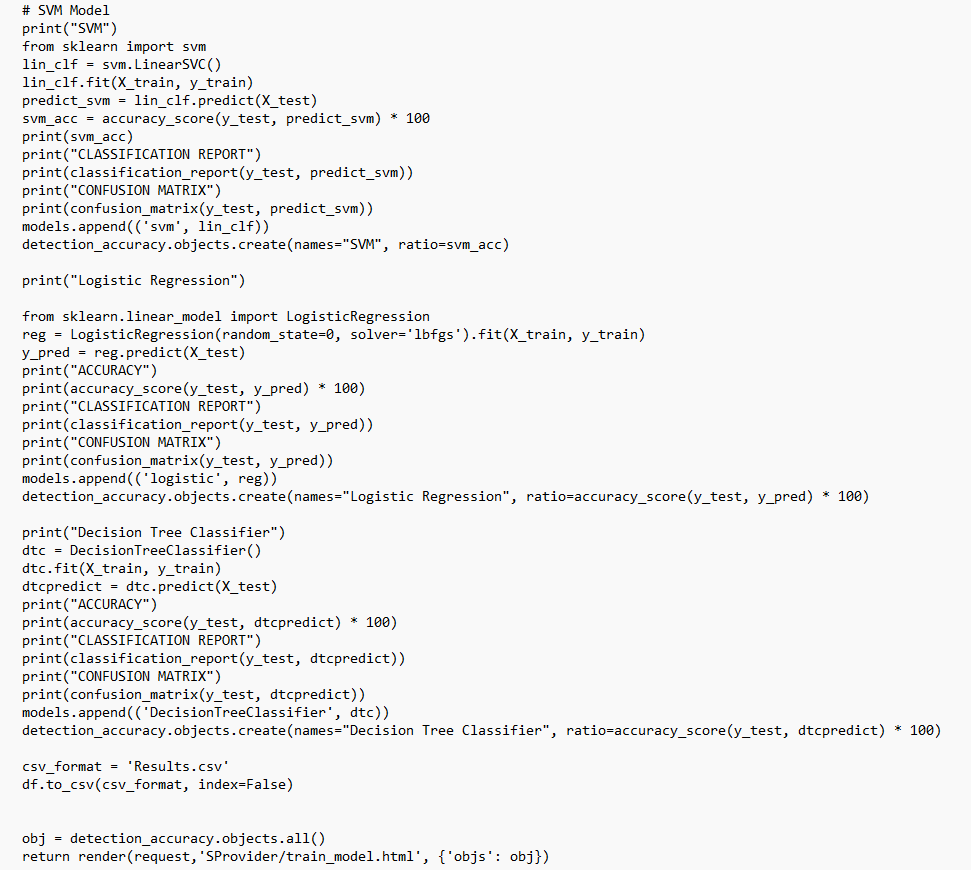 # SVM Model
print("SVM")
from sklearn import svm
lin_clf = svm.LinearSVC()
lin_clf.fit(X_train, y_train)
predict_svm = lin_clf.predict(X_test)
svm_acc = accuracy_score(y_test, predict_svm) * 100
print(svm_acc)
print("CLASSIFICATION REPORT")
print(classification_report(y_test, predict_svm))
print("CONFUSION MATRIX")
print(confusion_matrix(y_test, predict_svm))
models.append(('svm', lin_clf))
detection_accuracy.objects.create(names="SVM", ratio=svm_acc)

print("Logistic Regression")

from sklearn.linear_model import LogisticRegression
reg = LogisticRegression(random_state=0, solver='lbfgs').fit(X_train, y_train)
y_pred = reg.predict(X_test)
print("ACCURACY")
print(accuracy_score(y_test, y_pred) * 100)
print("CLASSIFICATION REPORT")
print(classification_report(y_test, y_pred))
print("CONFUSION MATRIX")
print(confusion_matrix(y_test, y_pred))
models.append(('logistic', reg))
detection_accuracy.objects.create(names="Logistic Regression", ratio=accuracy_score(y_test, y_pred) * 100)

print("Decision Tree Classifier")
dtc = DecisionTreeClassifier()
dtc.fit(X_train, y_train)
dtcpredict = dtc.predict(X_test)
print("ACCURACY")
print(accuracy_score(y_test, dtcpredict) * 100)
print("CLASSIFICATION REPORT")
print(classification_report(y_test, dtcpredict))
print("CONFUSION MATRIX")
print(confusion_matrix(y_test, dtcpredict))
models.append(('DecisionTreeClassifier', dtc))
detection_accuracy.objects.create(names="Decision Tree Classifier", ratio=accuracy_score(y_test, dtcpredict) * 100)

csv_format = 'Results.csv'
df.to_csv(csv_format, index=False)

obj = detection_accuracy.objects.all()
return render(request,'SProvider/train_model.html', {'objs': obj})